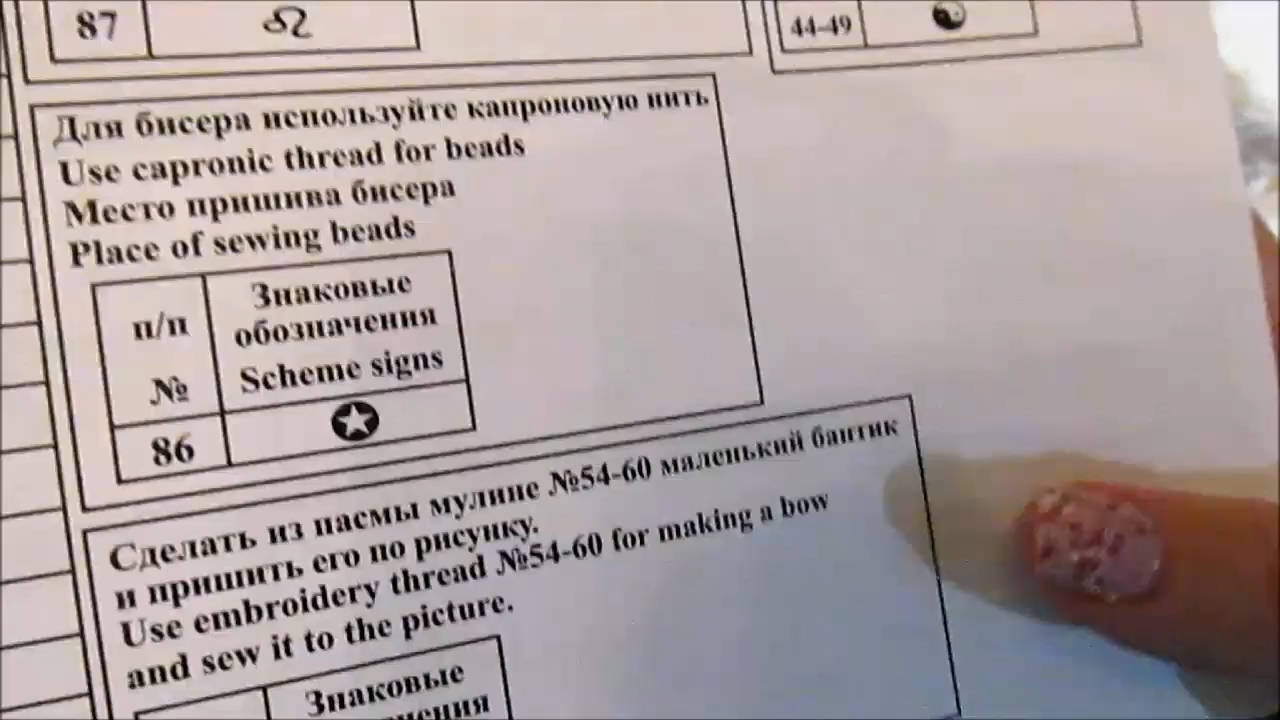 87 ♌
44-49 ☯
Для бисера используйте капроновую нить
Use capronic thread for beads
Место пришива бисера
Place of sewing beads
п/п
№
Знаковые
обозначения
Scheme signs
86 ✪
Сделать из пасмы мулине №54-60 маленький бантик
и пришить его по рисунку.
Use embroidery thread №54-60 for making a bow
and sew it to the picture.
Знаковые